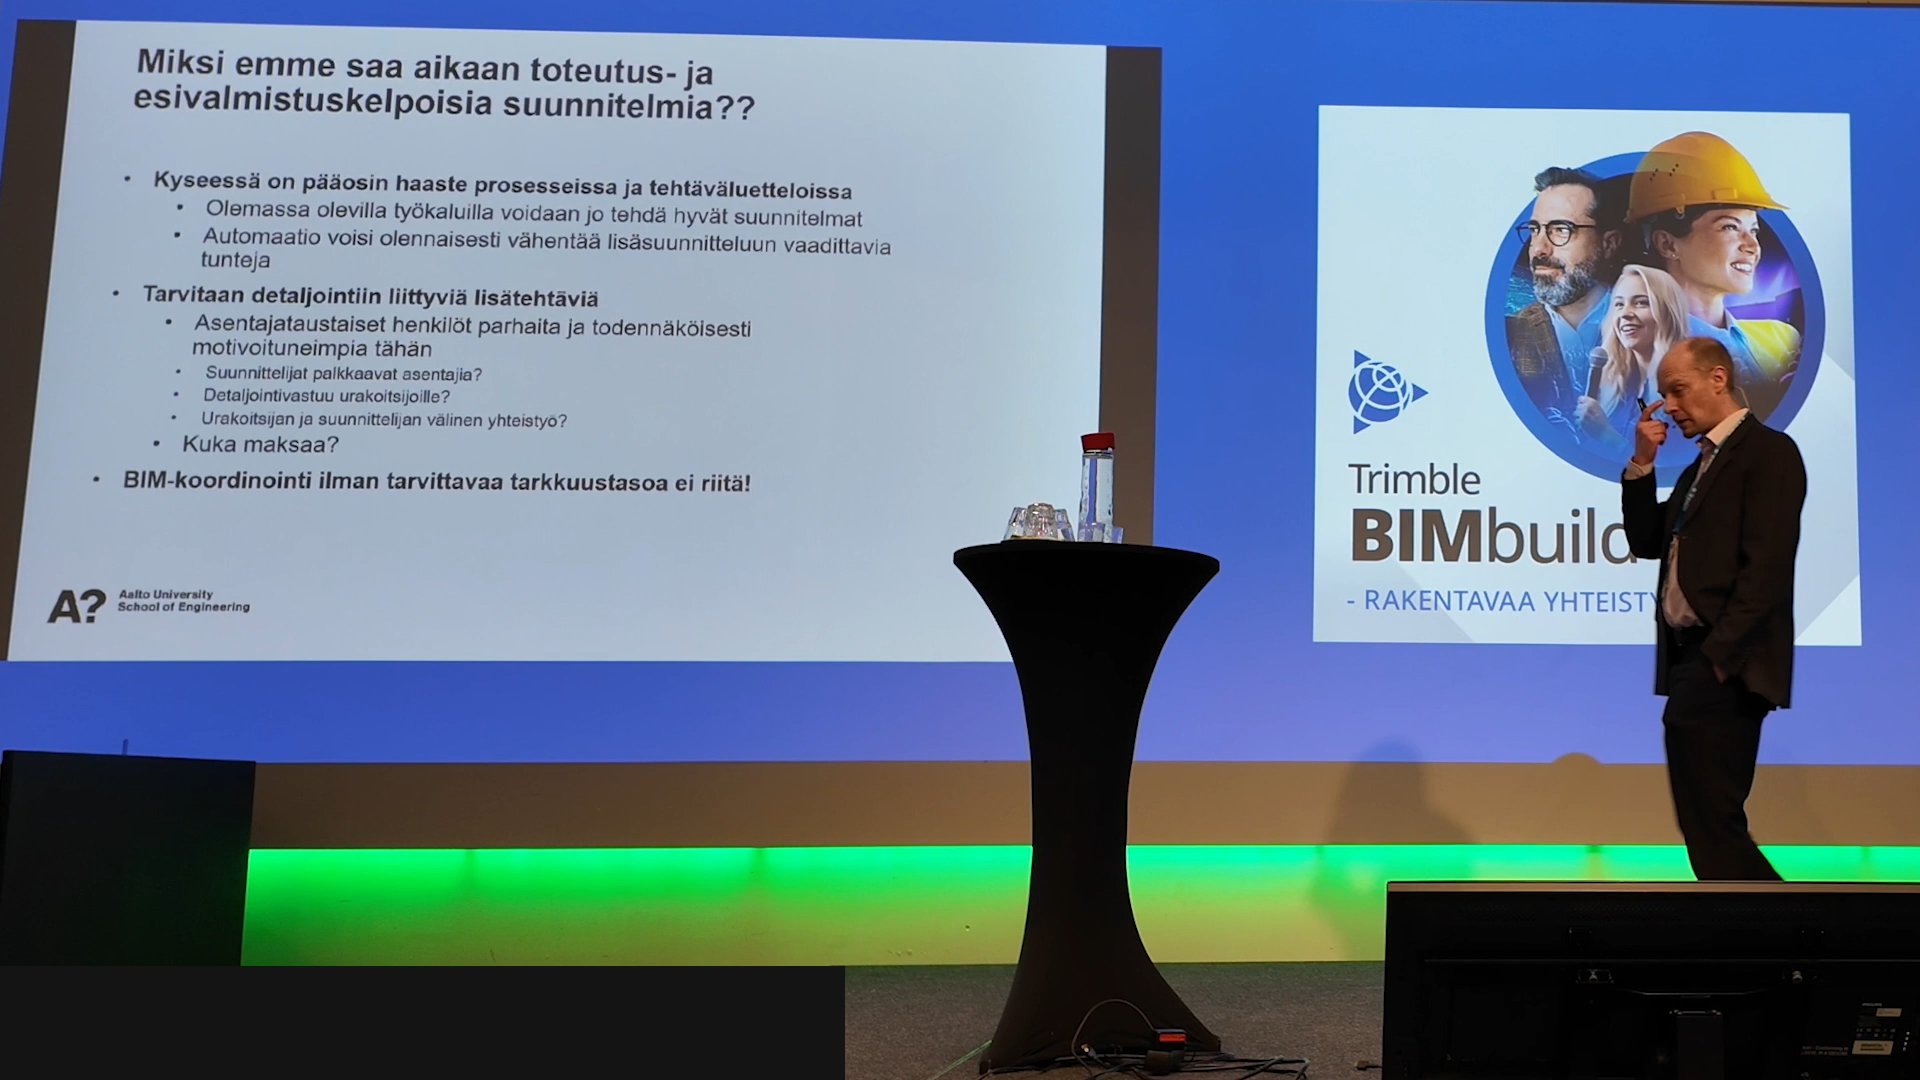 Miksi emme saa aikaan toteutus- ja
esivalmistuskelpoisia suunnitelmia??
• Kyseessä on pääosin haaste prosesseissa ja tehtäväluetteloissa
• Olemassa olevilla työkaluilla voidaan jo tehdä hyvät suunnitelmat
• Automaatio voisi olennaisesti vähentää lisäsuunnitteluun vaadittavia
tunteja
• Tarvitaan detaljointiin liittyviä lisätehtäviä
• Asentajataustaiset henkilöt parhaita ja todennäköisesti
motivoituneimpia tähän
• Suunnittelijat palkkaavat asentajia?
• Detaljointivastuu urakoitsijoille?
• Urakoitsijan ja suunnittelijan välinen yhteistyö?
• Kuka maksaa?
• BIM-koordinointi ilman tarvittavaa tarkkuustasoa ei riitä!
A?
Aalto University
School of Engineering
Trimble
BIMbuild
- RAKENTAVAA YHTEISTY